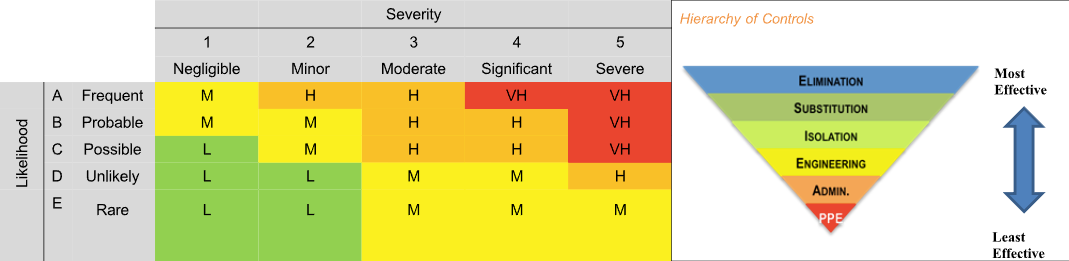 Severity
1 2 3 4 5
Negligible Minor Moderate Significant Severe
Likelihood
A Frequent M H H VH VH
B Probable M M H H VH
C Possible L M H H VH
D Unlikely L L M M H
E Rare L L M M M
Hierarchy of Controls
ELIMINATION
SUBSTITUTION
ISOLATION
ENGINEERING
ADMIN.
PPE
Most
Effective
Least
Effective